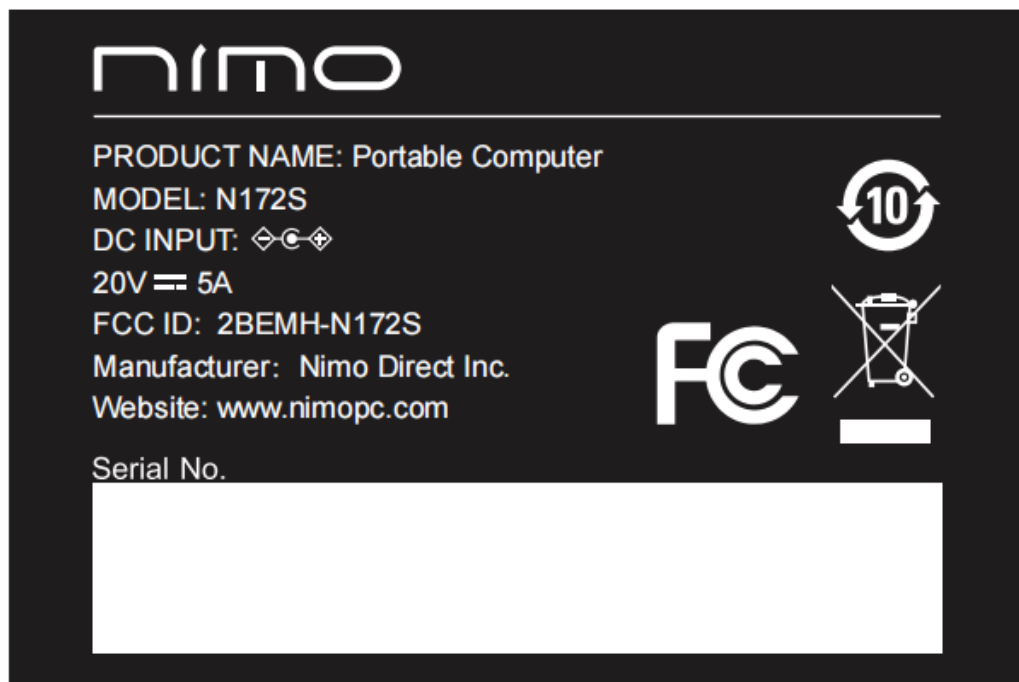 nimo
PRODUCT NAME: Portable Computer
MODEL: N172S
DC INPUT:
20V 5A
FCC ID: 2BEMH-N172S
Manufacturer: Nimo Direct Inc.
Website: www.nimopc.com
10
FC
Serial No.